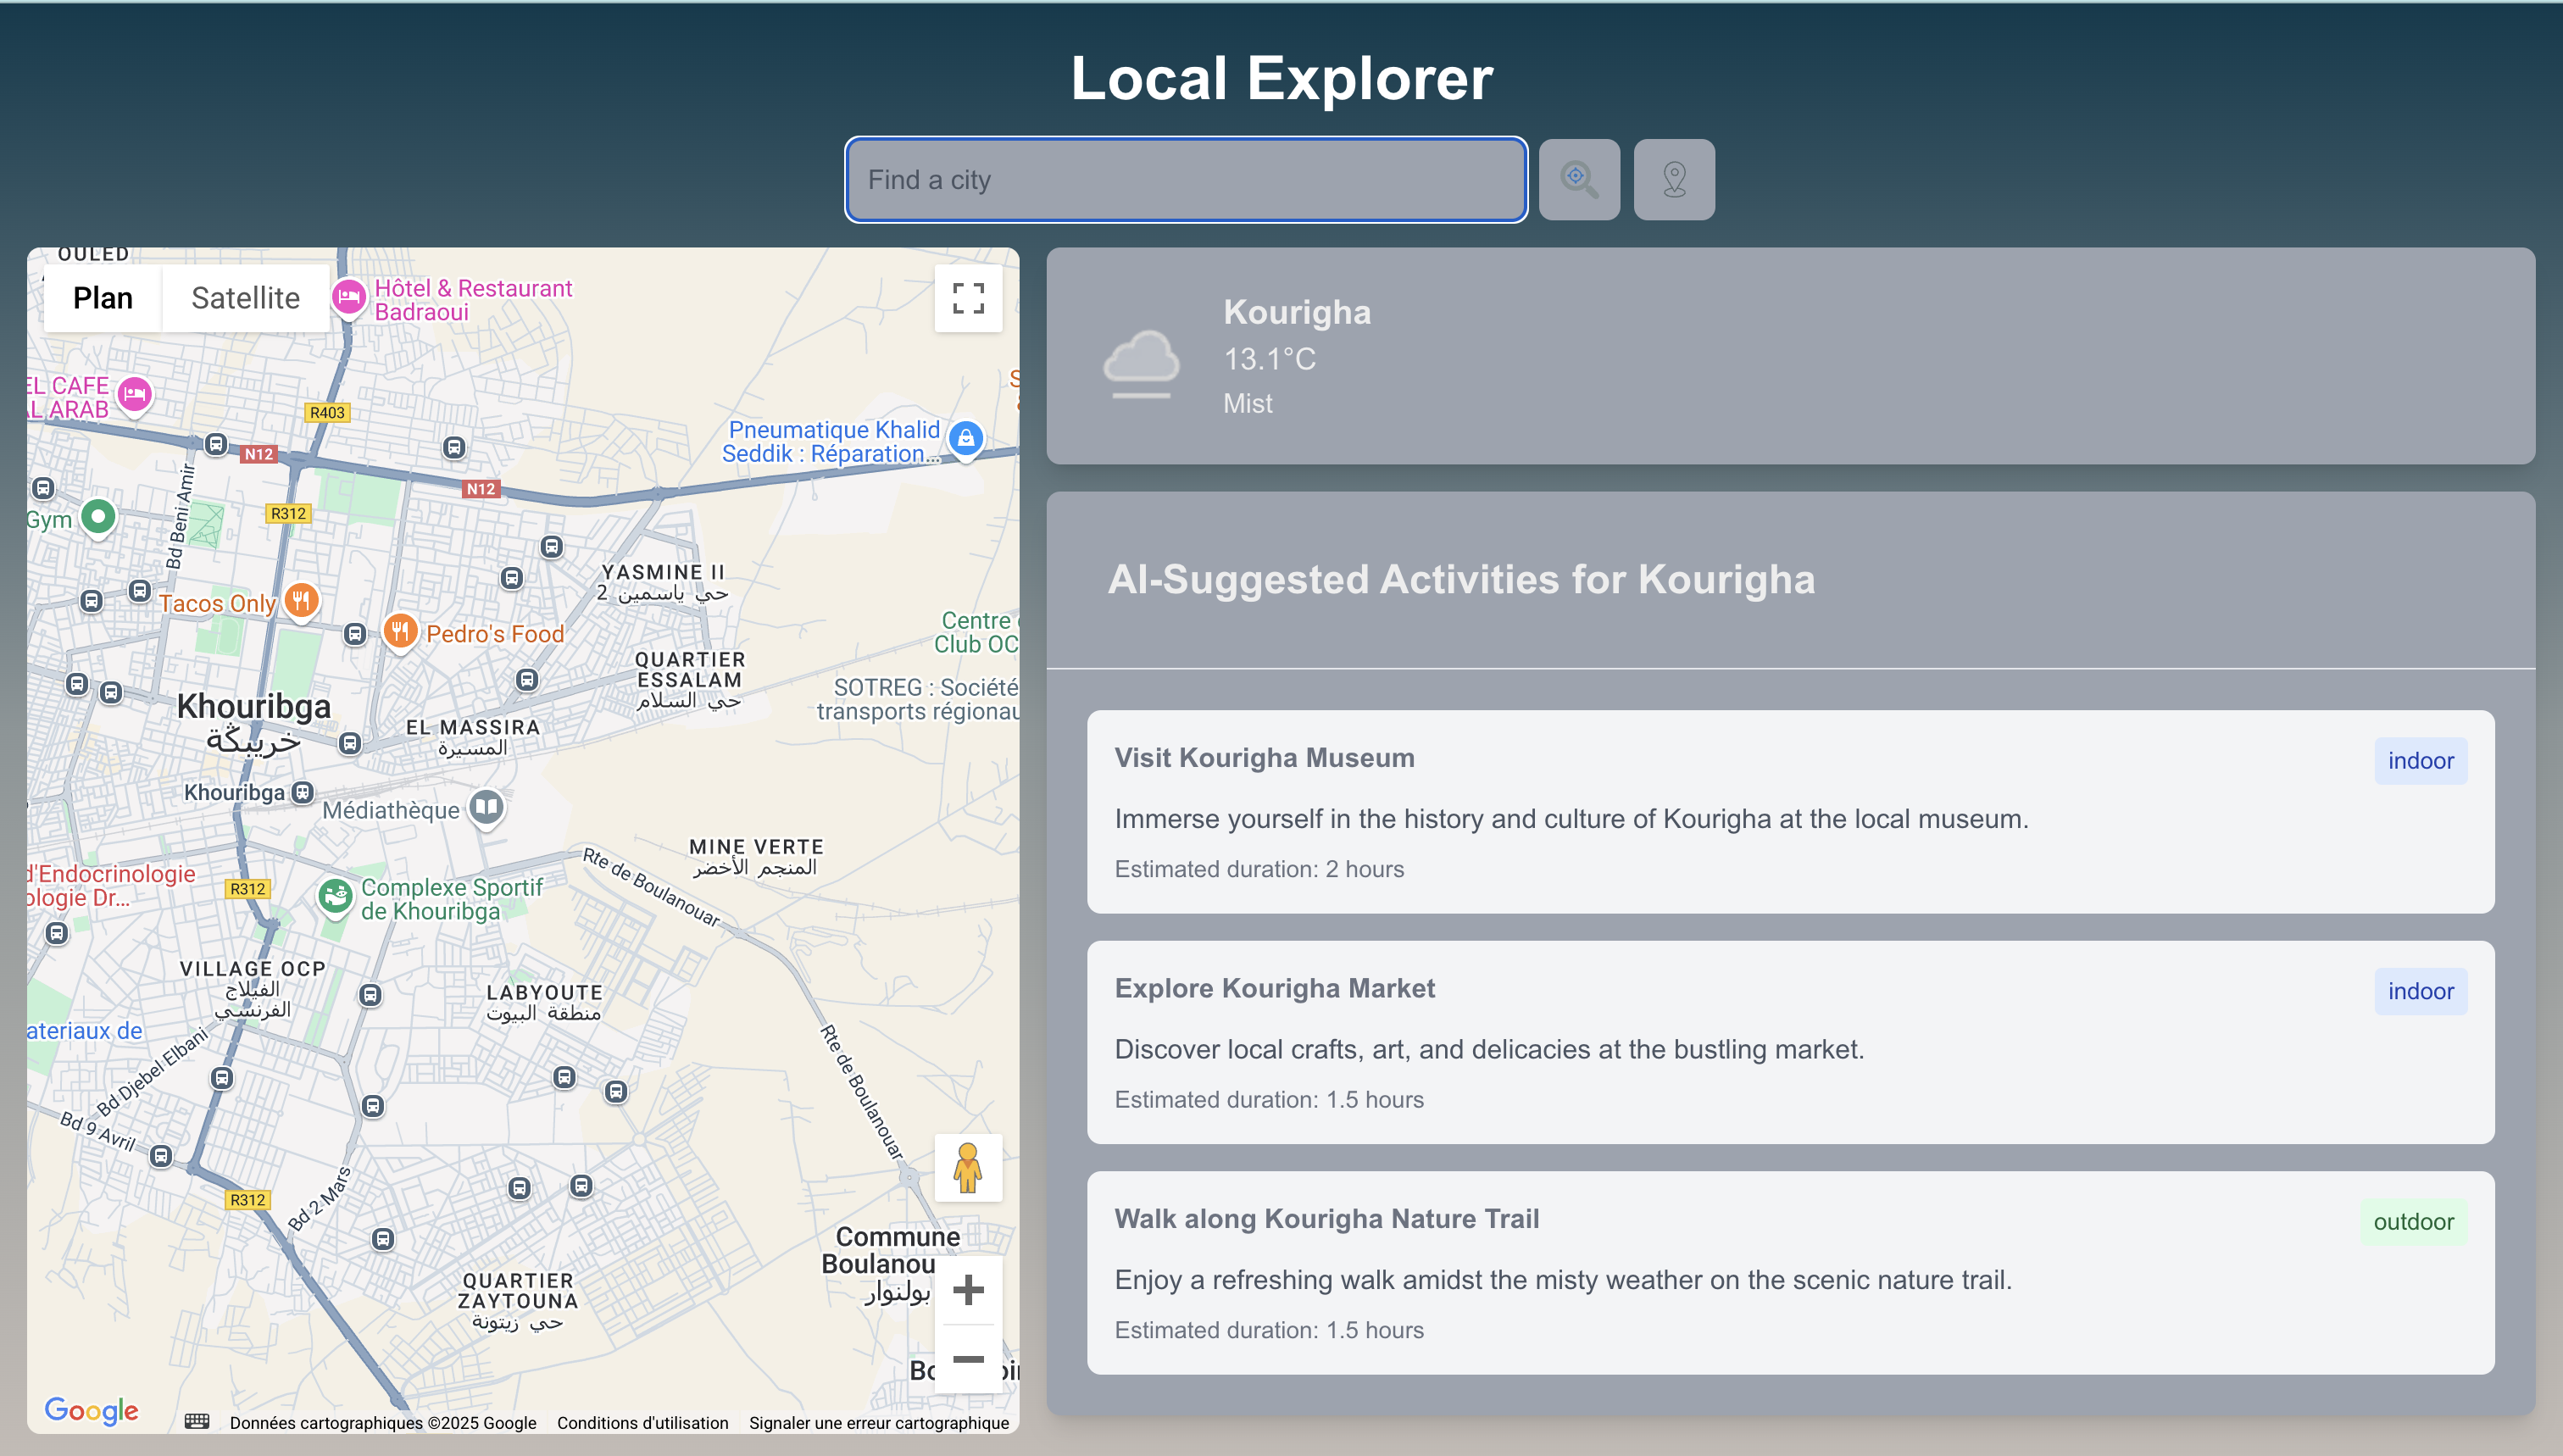 Local Explorer
Find a city
OULED
Plan
Satellite
Hôtel & Restaurant
Badraoui
EL CAFE
AL ARAB
R403
Pneumatique Khalid
Seddik : Réparation...
N12
N12
R312
Gym
Bd Beni Amir
YASMINE II
حي ياسمين 2
Tacos Only
Pedro's Food
Centre
Club OC
QUARTIER
ESSALAM
حي السلام
SOTREG : Société
transports régionau
Khouribga
خريبكة
EL MASSIRA
المسيرة
Khouribga
Médiathèque
MINE VERTE
المنجم الأخضر
Rte de Boulanouar
d'Endocrinologie
ologie Dr...
R312
Complexe Sportif
de Khouribga
VILLAGE OCP
الفيلاج
الفرنسي
LABYOUTE
منطقة البيوت
ateriaux de
Bd Djebel Elbani
Rte de Boulanouar
Bd 9 Avril
R312
Bd 2 Mars
Commune
Boulanou
بولنوار
QUARTIER
ZAYTOUNA
حي زيتونة
Google
Données cartographiques ©2025 Google
Conditions d'utilisation
Signaler une erreur cartographique
Kourigha
13.1°C
Mist
AI-Suggested Activities for Kourigha
Visit Kourigha Museum
indoor
Immerse yourself in the history and culture of Kourigha at the local museum.
Estimated duration: 2 hours
Explore Kourigha Market
indoor
Discover local crafts, art, and delicacies at the bustling market.
Estimated duration: 1.5 hours
Walk along Kourigha Nature Trail
outdoor
Enjoy a refreshing walk amidst the misty weather on the scenic nature trail.
Estimated duration: 1.5 hours